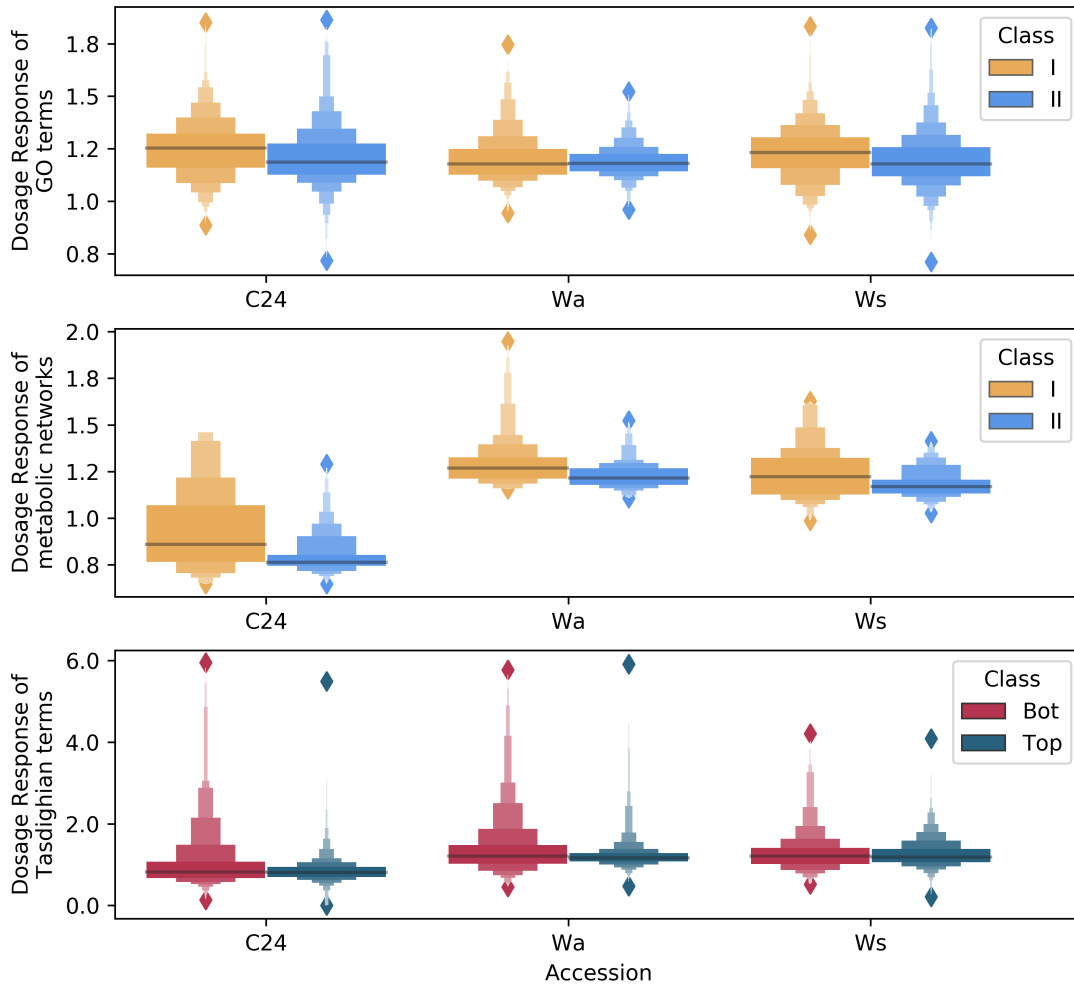 Dosage Response of
GO terms
1.8
1.5
1.2
1.0
0.8
Class
I
II
C24
Wa
Ws
Dosage Response of
metabolic networks
2.0
1.8
1.5
1.2
1.0
0.8
Class
I
II
C24
Wa
Ws
Dosage Response of
Tasdighian terms
6.0
4.0
2.0
0.0
Class
Bot
Top
C24
Wa
Ws
Accession